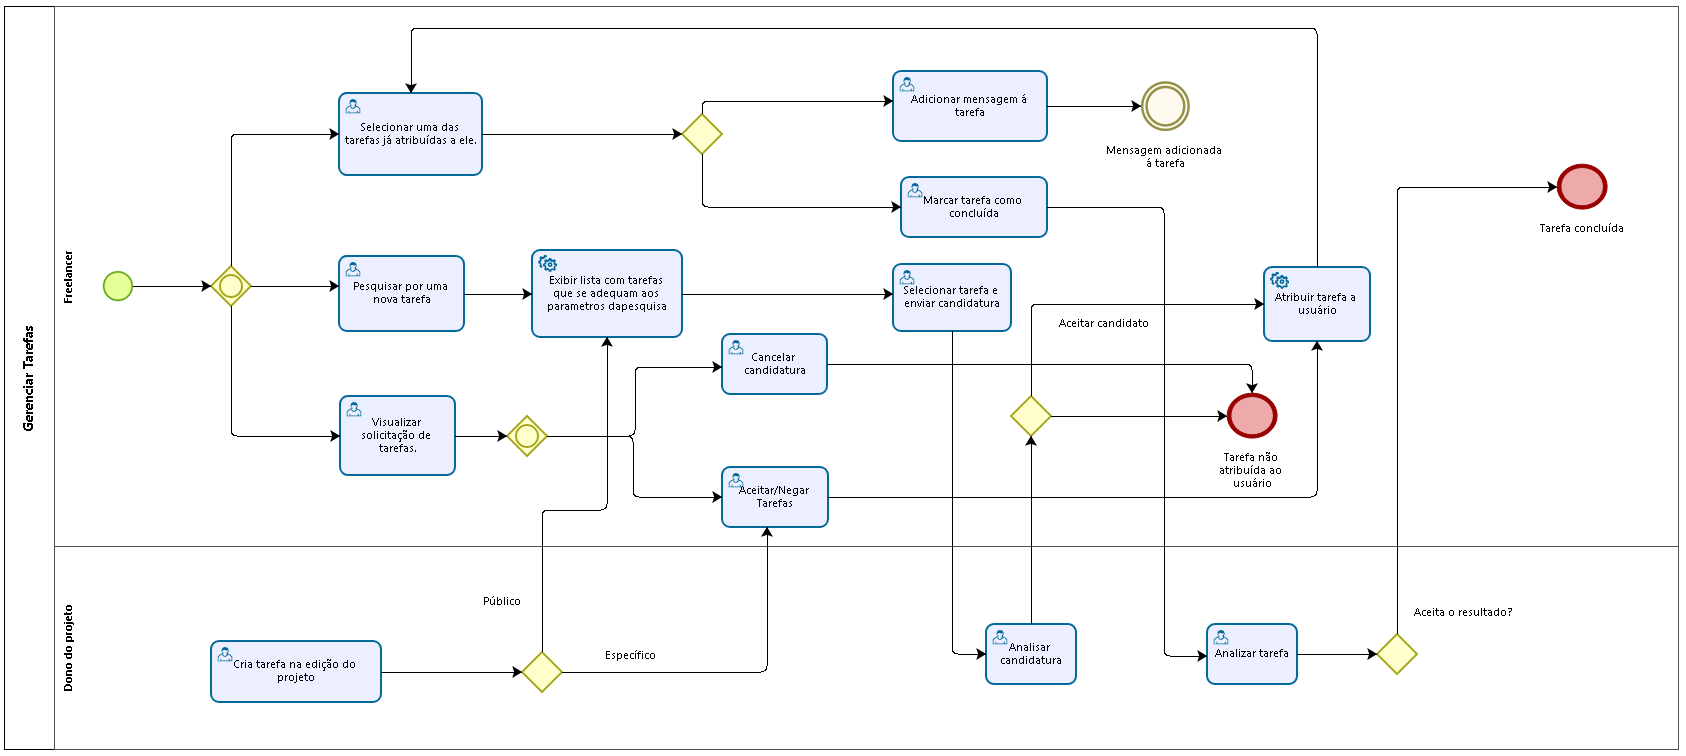 Gerenciar Tarefas
Freelancer
Selecionar uma das
tarefas já atribuídas a ele.
Adicionar mensagem á
tarefa
Mensagem adicionada
á tarefa
Marcar tarefa como
concluída
Tarefa concluída
Pesquisar por uma
nova tarefa
Exibir lista com tarefas
que se adequam aos
parametros dapesquisa
Selecionar tarefa e
enviar candidatura
Aceitar candidato
Atribuir tarefa a
usuário
Cancelar
candidatura
Visualizar
solicitação de
tarefas.
Tarefa não
atribuída ao
usuário
Aceitar/Negar
Tarefas
Dono do projeto
Público
Específico
Cria tarefa na edição do
projeto
Analisar
candidatura
Analizar tarefa
Aceita o resultado?